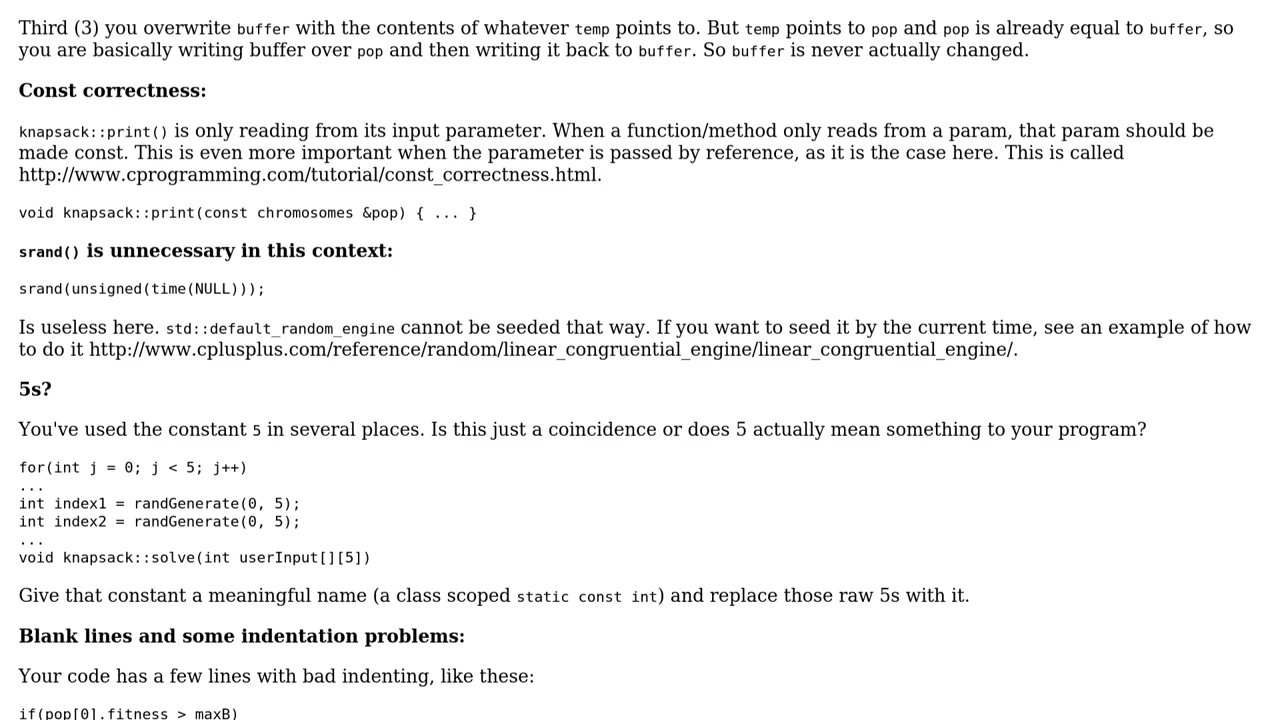 Third (3) you overwrite buffer with the contents of whatever temp points to. But temp points to pop and pop is already equal to buffer, so
you are basically writing buffer over pop and then writing it back to buffer. So buffer is never actually changed.
Const correctness:
knapsack::print() is only reading from its input parameter. When a function/method only reads from a param, that param should be
made const. This is even more important when the parameter is passed by reference, as it is the case here. This is called
http://www.cprogramming.com/tutorial/const_correctness.html.
void knapsack::print(const chromosomes &pop) { ... }
srand() is unnecessary in this context:
srand(unsigned(time(NULL)));
Is useless here. std::default_random_engine cannot be seeded that way. If you want to seed it by the current time, see an example of how
to do it http://www.cplusplus.com/reference/random/linear_congruential_engine/linear_congruential_engine/.
5s?
You've used the constant 5 in several places. Is this just a coincidence or does 5 actually mean something to your program?
for(int j = 0; j < 5; j++)
...
int index1 = randGenerate(0, 5);
int index2 = randGenerate(0, 5);
...
void knapsack::solve(int userInput[][5])
Give that constant a meaningful name (a class scoped static const int) and replace those raw 5s with it.
Blank lines and some indentation problems:
Your code has a few lines with bad indenting, like these:
if(pop[0].fitness > maxB)